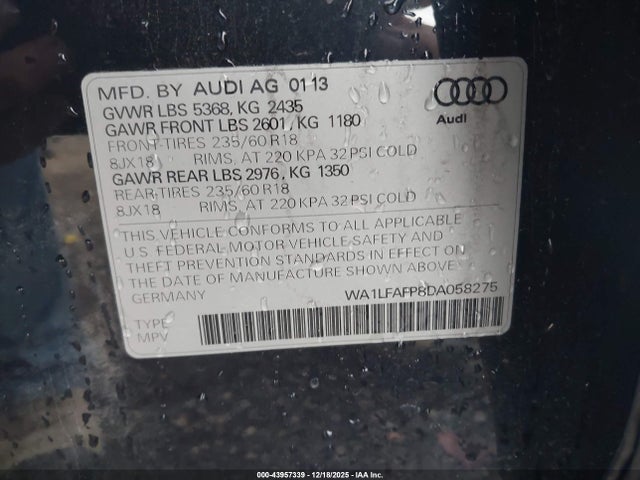 MFD. BY AUDI AG 01-13
GVWR LBS 5368, KG 2435
GAWR FRONT LBS 2601, KG 1180
FRONT-TIRES 235/60 R18
8JX18 RIMS, AT 220 KPA 32 PSI COLD
GAWR REAR LBS 2976, KG 1350
REAR-TIRES 235/60 R18
8JX18 RIMS, AT 220 KPA 32 PSI COLD
Audi
THIS VEHICLE CONFORMS TO ALL APPLICABLE
U.S. FEDERAL MOTOR VEHICLE SAFETY AND
THEFT PREVENTION STANDARDS IN EFFECT ON
THE DATE OF MANUFACTURE SHOWN ABOVE.
GERMANY WA1LFAFP8DA058275
TYPE
MPV
000-43957339 - 12/18/2025 - IAA Inc.